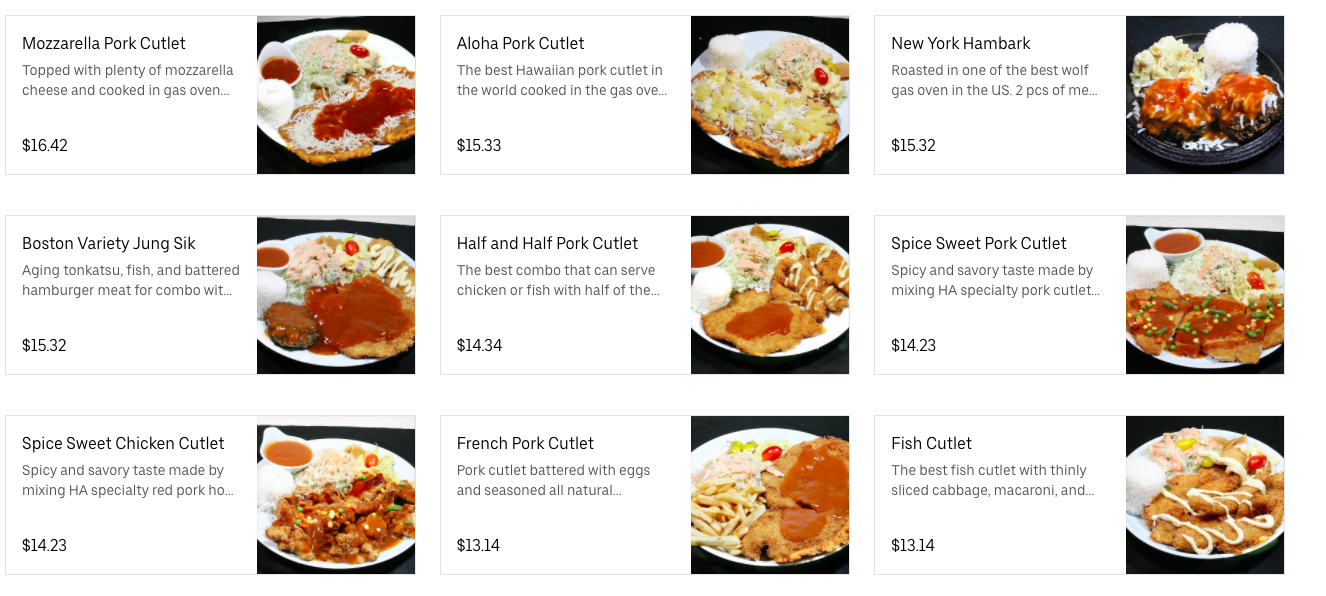 Mozzarella Pork Cutlet
Topped with plenty of mozzarella
cheese and cooked in gas oven...
$16.42
Aloha Pork Cutlet
The best Hawaiian pork cutlet in
the world cooked in the gas ove...
$15.33
New York Hambark
Roasted in one of the best wolf
gas oven in the US. 2 pcs of me...
$15.32
Boston Variety Jung Sik
Aging tonkatsu, fish, and battered
hamburger meat for combo wit...
$15.32
Half and Half Pork Cutlet
The best combo that can serve
chicken or fish with half of the...
$14.34
Spice Sweet Pork Cutlet
Spicy and savory taste made by
mixing HA specialty pork cutlet...
$14.23
Spice Sweet Chicken Cutlet
Spicy and savory taste made by
mixing HA specialty red pork ho...
$14.23
French Pork Cutlet
Pork cutlet battered with eggs
and seasoned all natural...
$13.14
Fish Cutlet
The best fish cutlet with thinly
sliced cabbage, macaroni, and...
$13.14